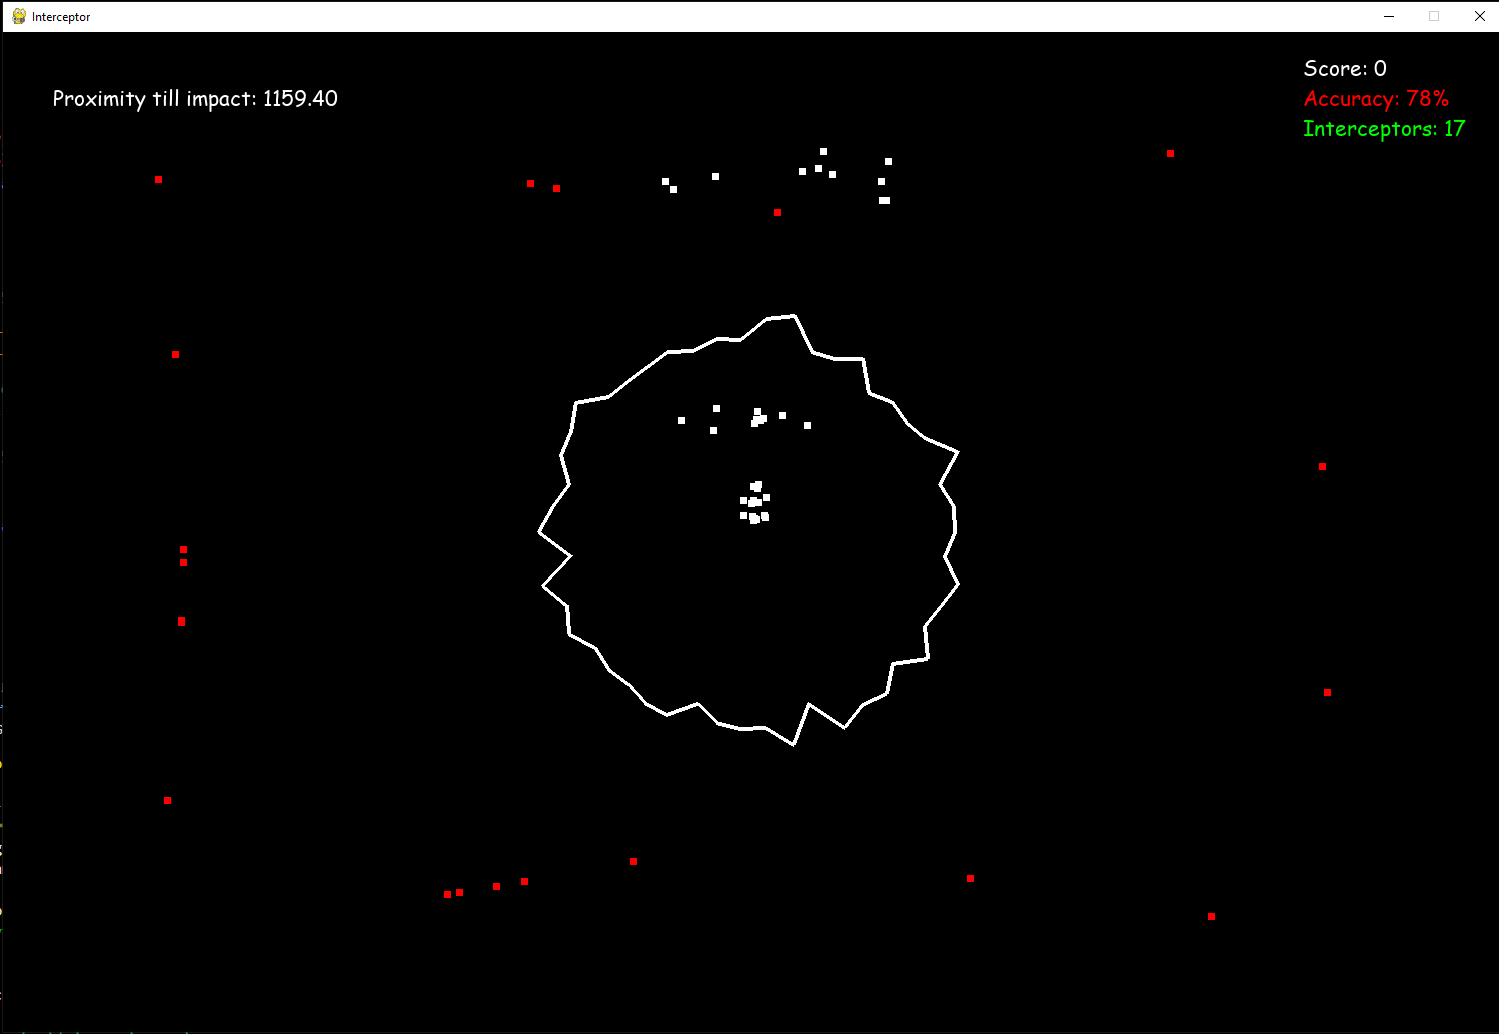 Interceptor
Score: 0
Proximity till impact: 1159.40
Accuracy: 78%
Interceptors: 17